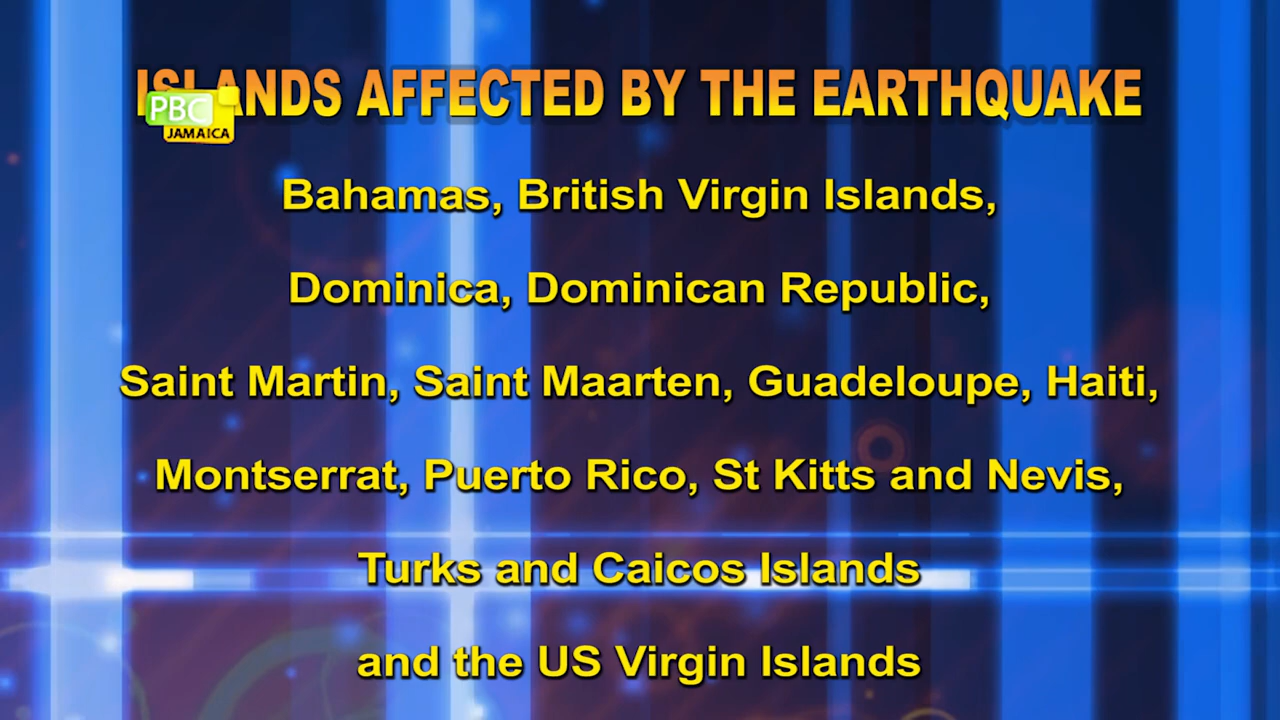 ISLANDS AFFECTED BY THE EARTHQUAKE
PBC
JAMAICA
Bahamas, British Virgin Islands,
Dominica, Dominican Republic,
Saint Martin, Saint Maarten, Guadeloupe, Haiti,
Montserrat, Puerto Rico, St Kitts and Nevis,
Turks and Caicos Islands
and the US Virgin Islands